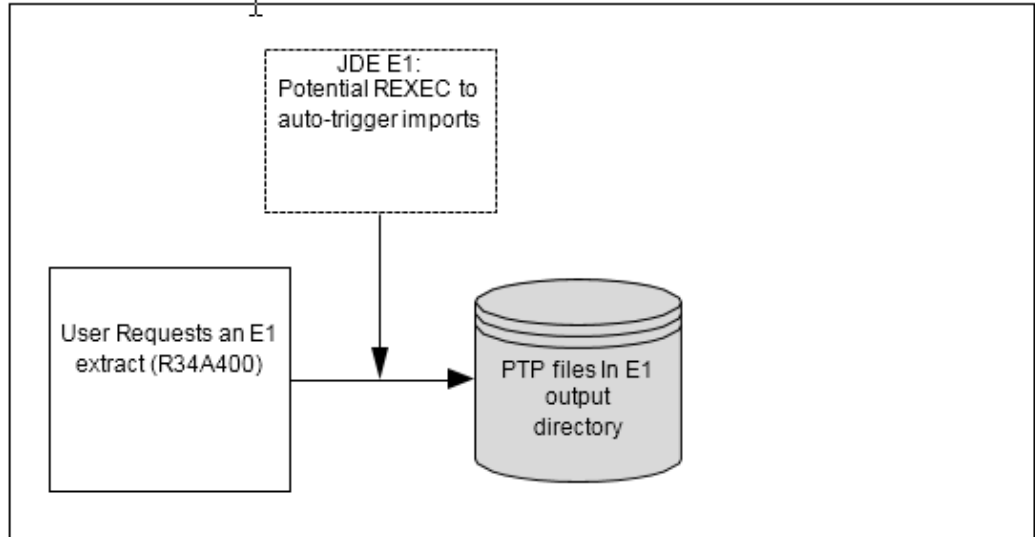 JDE E1:
Potential REXEC to
auto-trigger imports
User Requests an E1
extract (R34A400)
PTP files In E1
output
directory